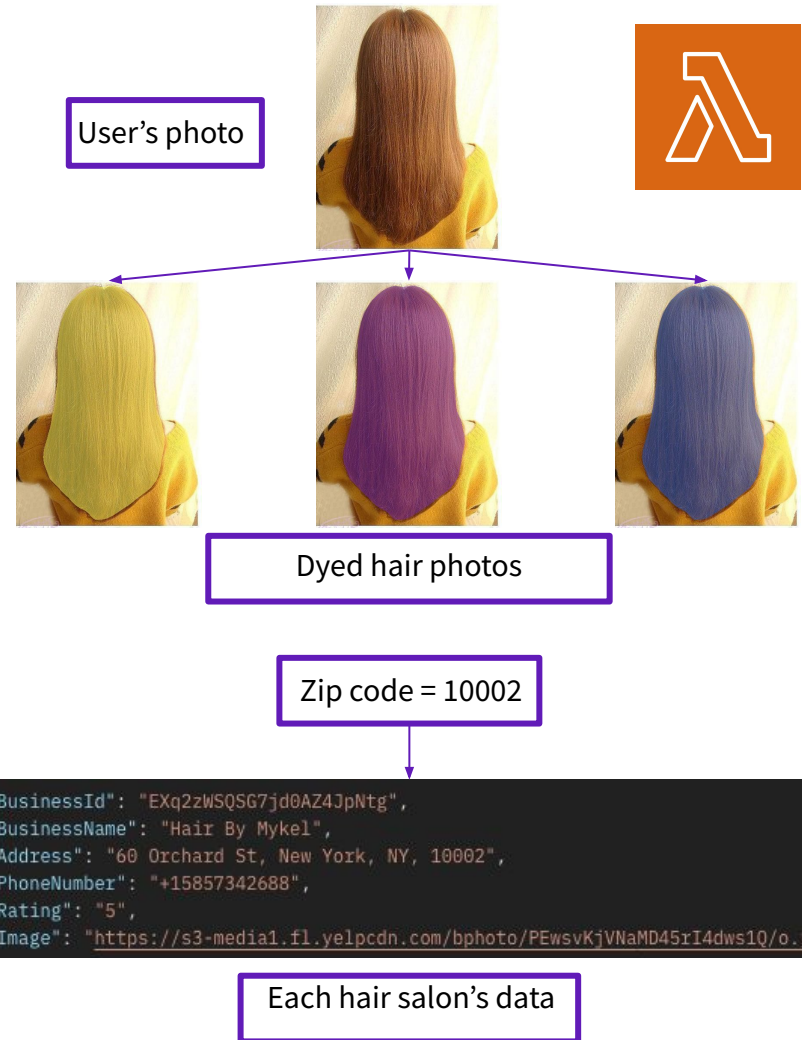 User’s photo
Dyed hair photos
Zip code = 10002
BusinessId": "EXq2zWSQSG7jd0AZ4JpNtg",
BusinessName": "Hair By Mykel",
Address": "60 Orchard St, New York, NY, 10002",
PhoneNumber": "+15857342688",
Rating": "5",
Image": "https://s3-media1.fl.yelpcdn.com/bphoto/PEwsvKjVNaMD45rI4dws1Q/o.
Each hair salon’s data